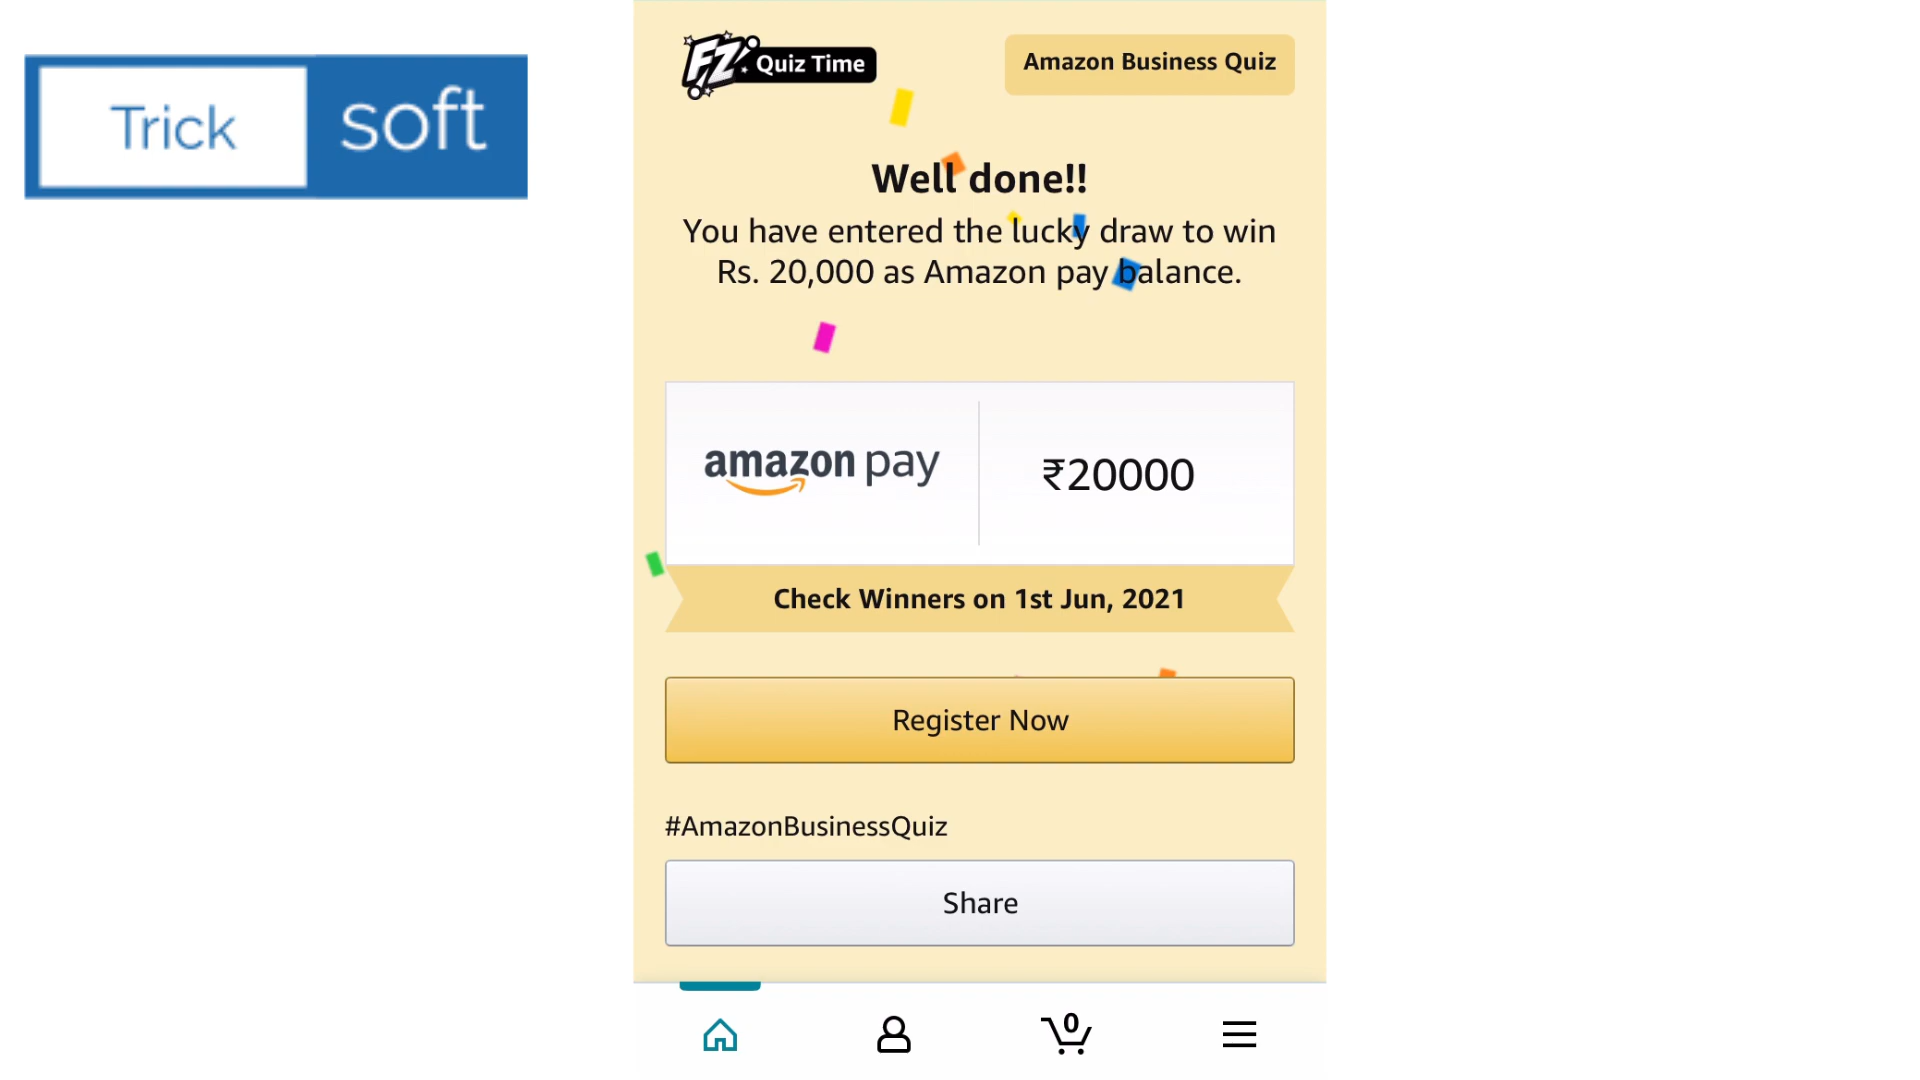 Trick soft
FZ Quiz Time
Amazon Business Quiz
Well done!!
You have entered the lucky draw to win
Rs. 20,000 as Amazon pay balance.
amazon pay
₹20000
Check Winners on 1st Jun, 2021
Register Now
#AmazonBusinessQuiz
Share
0